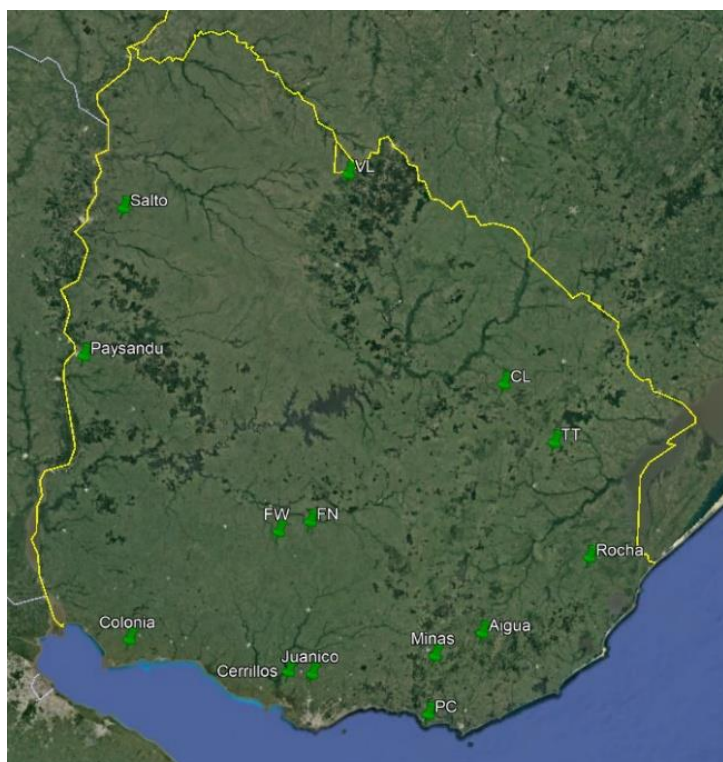 VL
Salto
Paysandu
CL
TT
FW
FN
Rocha
Colonia
Aigua
Minas
Juanico
Cerrillos
PC